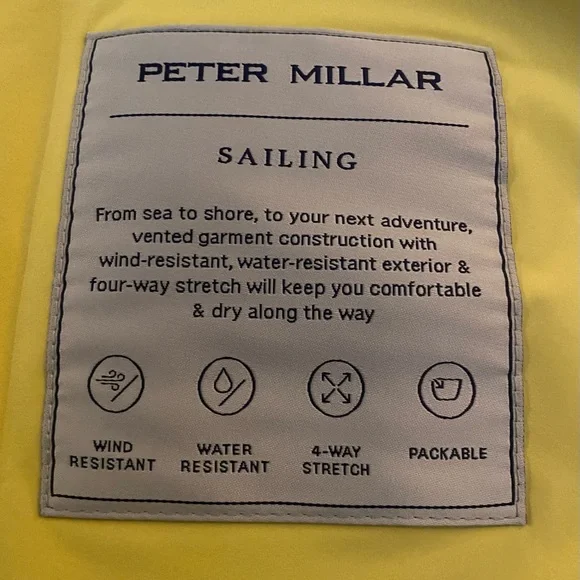 PETER MILLAR
SAILING
From sea to shore, to your next adventure,
vented garment construction with
wind-resistant, water-resistant exterior &
four-way stretch will keep you comfortable
& dry along the way
WIND
RESISTANT
WATER
RESISTANT
4-WAY
STRETCH
PACKABLE